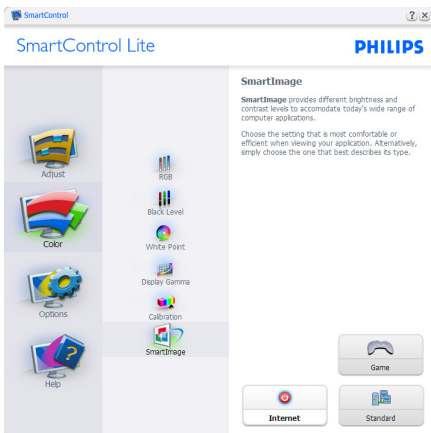 SmartControl
SmartControl Lite
PHILIPS
Adjust
Color
Options
Help
RGB
Black Level
White Point
Display Gamma
Calibration
SmartImage
SmartImage
SmartImage provides different brightness and
contrast levels to accomodate today's wide range of
computer applications.
Choose the setting that is most comfortable or
efficient when viewing your application. Alternatively,
simply choose the one that best describes its type.
Game
Internet
Standard